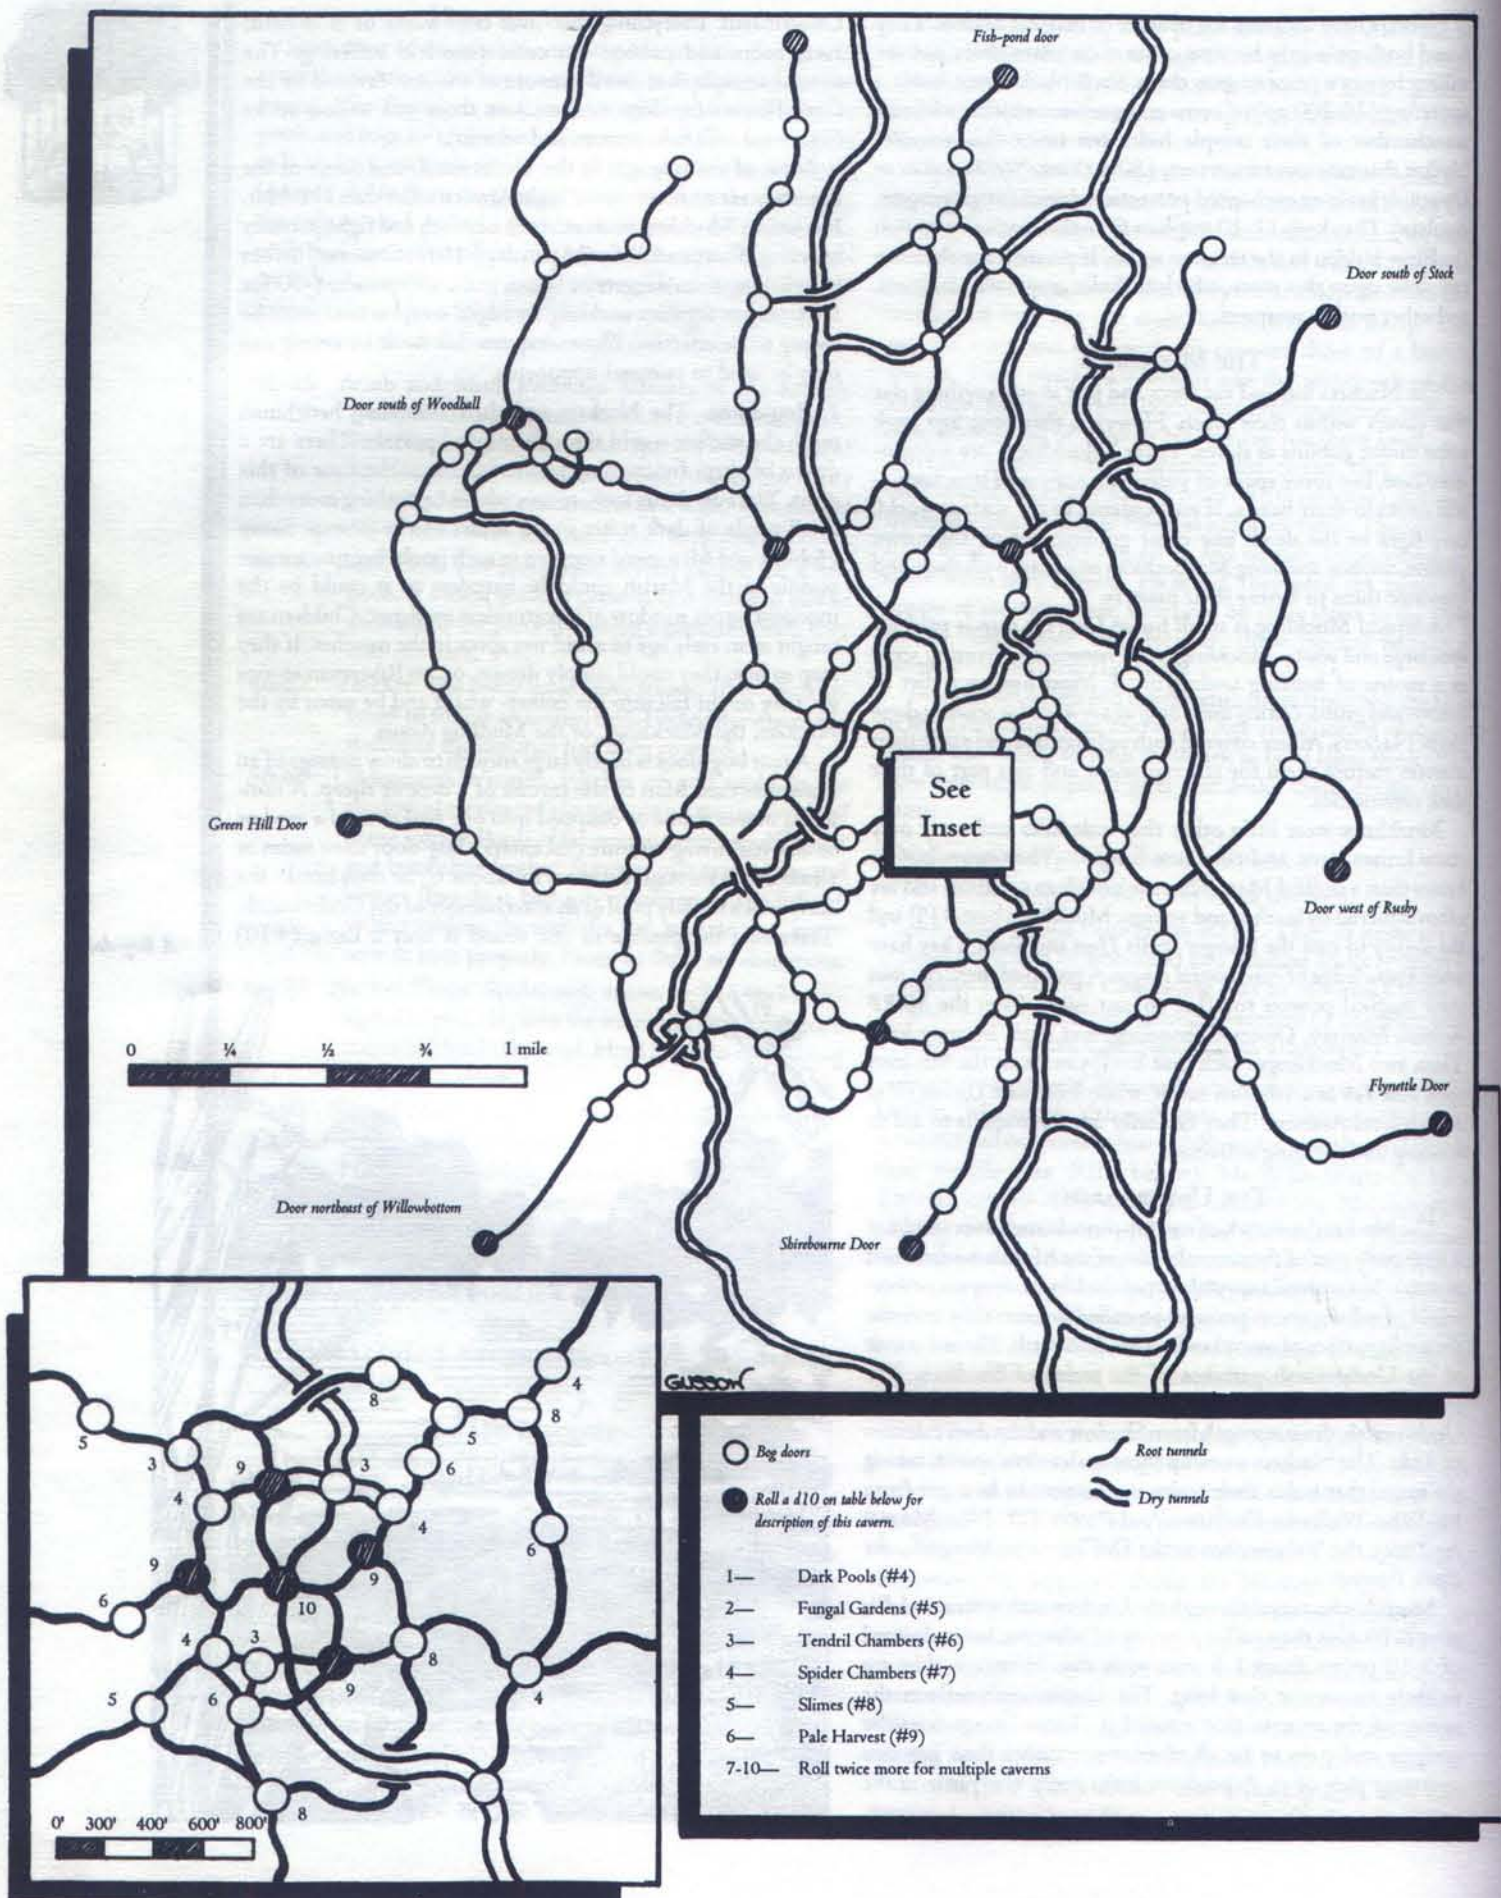 Fish-pond door
Door south of Stock
Door south of Woodhall
See
Inset
Green Hill Door
Door west of Rusby
0 ¼ ½ ¾ 1 mile
Flynettle Door
Door northeast of Willowbottom
Shirebourne Door
GUSSON
8
4
5
8
5
3
9
3
6
4
4
9
9
6
6
10
4
3
8
5
6
9
4
8
0' 300' 400' 600' 800'
Bog doors
Root tunnels
Roll a d10 on table below for
description of this cavern.
Dry tunnels
1— Dark Pools (#4)
2— Fungal Gardens (#5)
3— Tendril Chambers (#6)
4— Spider Chambers (#7)
5— Slimes (#8)
6— Pale Harvest (#9)
7-10— Roll twice more for multiple caverns